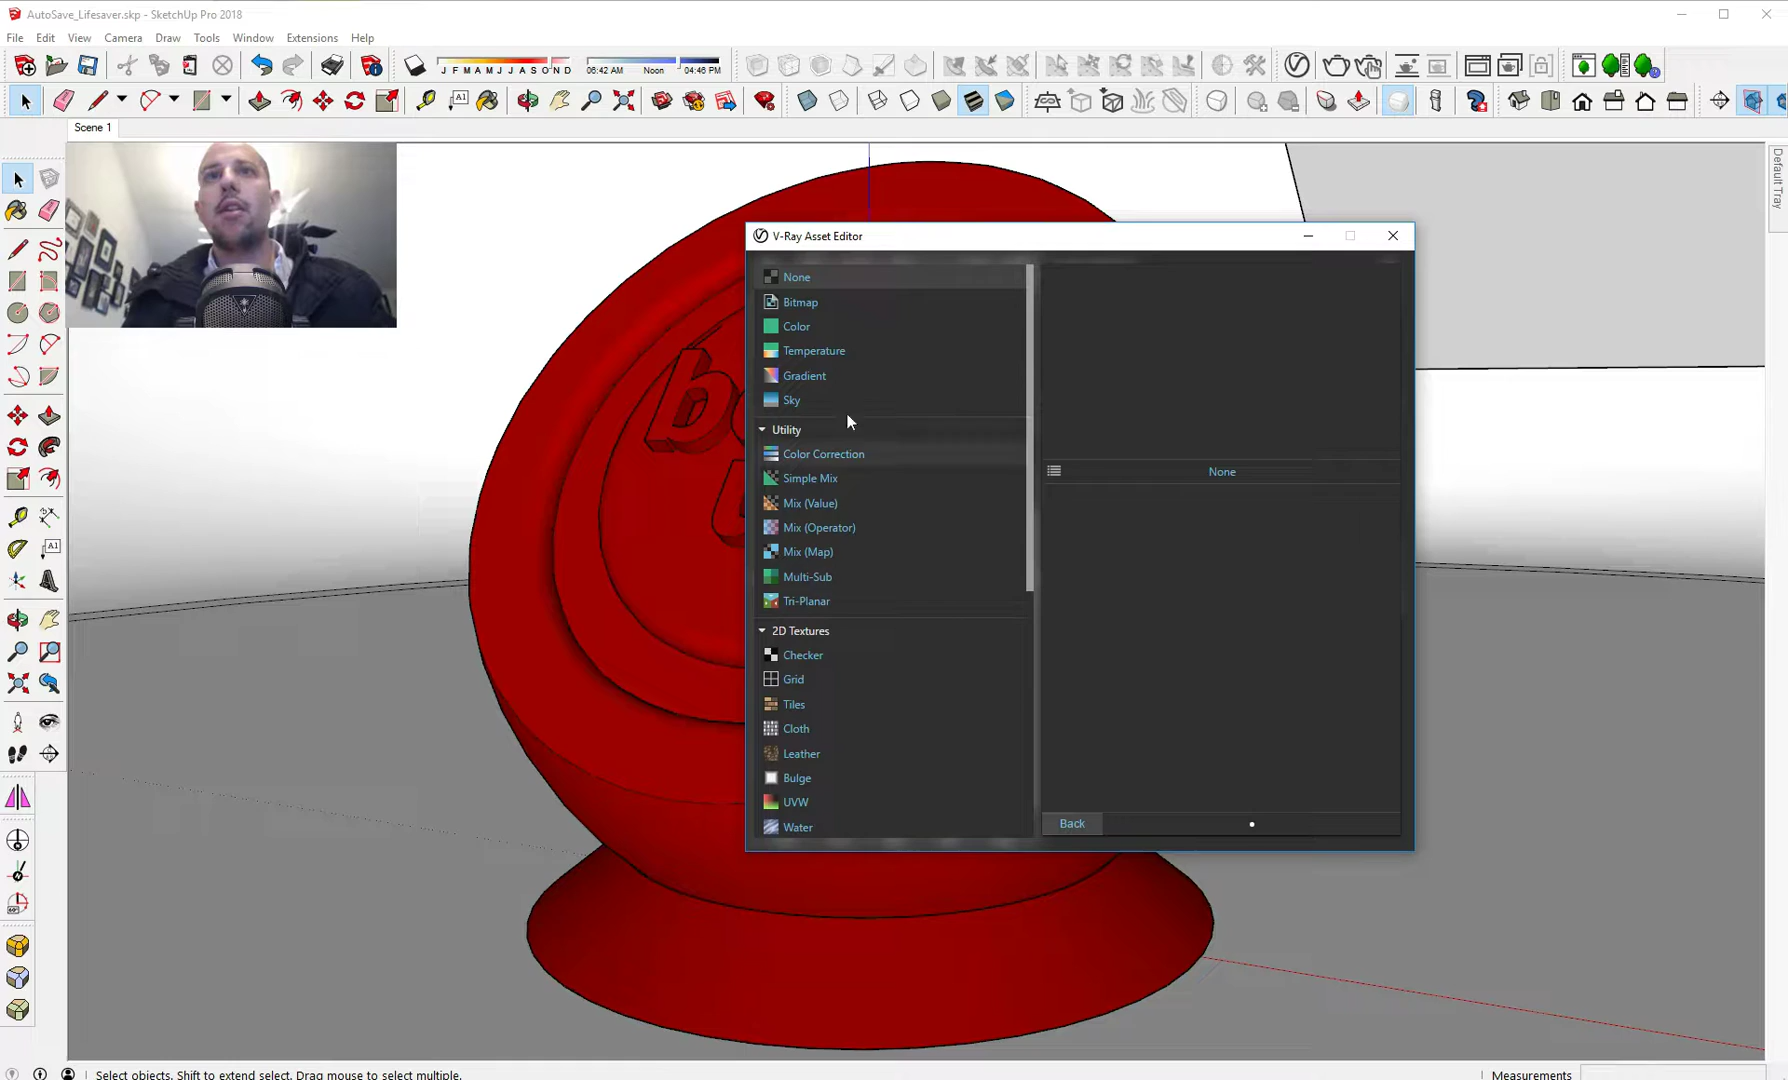 AutoSave_Lifesaver.skp - SketchUp Pro 2018
File Edit View Camera Draw Tools Window Extensions Help
J F M A M J J A S O N D 06:42 AM Noon 04:46 PM
Scene 1
Default Tray
V-Ray Asset Editor
None
Bitmap
Color
Temperature
Gradient
Sky
Utility
Color Correction
Simple Mix
Mix (Value)
Mix (Operator)
Mix (Map)
Multi-Sub
Tri-Planar
2D Textures
Checker
Grid
Tiles
Cloth
Leather
Bulge
UVW
Water
None
Back
Select objects. Shift to extend select. Drag mouse to select multiple.
Measurements